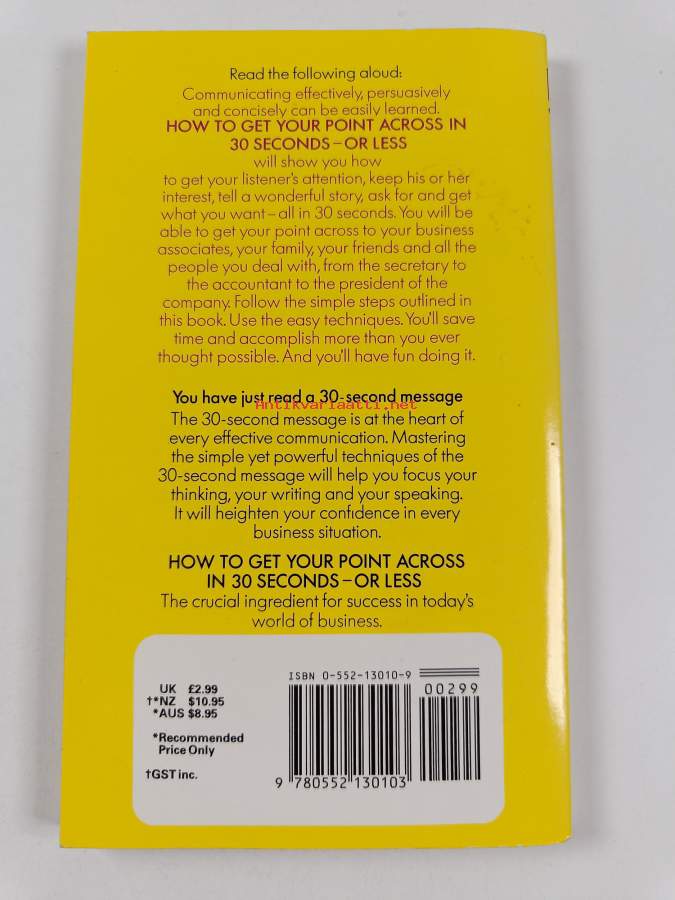 Read the following aloud:
Communicating effectively, persuasively
and concisely can be easily learned.
HOW TO GET YOUR POINT ACROSS IN
30 SECONDS–OR LESS
will show you how
to get your listener's attention, keep his or her
interest, tell a wonderful story, ask for and get
what you want–all in 30 seconds. You will be
able to get your point across to your business
associates, your family, your friends and all the
people you deal with, from the secretary to
the accountant to the president of the
company. Follow the simple steps outlined in
this book. Use the easy techniques. You'll save
time and accomplish more than you ever
thought possible. And you'll have fun doing it.
You have just read a 30-second message
Antikvariaatti.net
The 30-second message is at the heart of
every effective communication. Mastering
the simple yet powerful techniques of the
30-second message will help you focus your
thinking, your writing and your speaking.
It will heighten your confidence in every
business situation.
HOW TO GET YOUR POINT ACROSS
IN 30 SECONDS–OR LESS
The crucial ingredient for success in today's
world of business.
UK £2.99
†*NZ $10.95
*AUS $8.95
*Recommended
Price Only
†GST inc.
ISBN 0-552-13010-9
00299
9 780552 130103